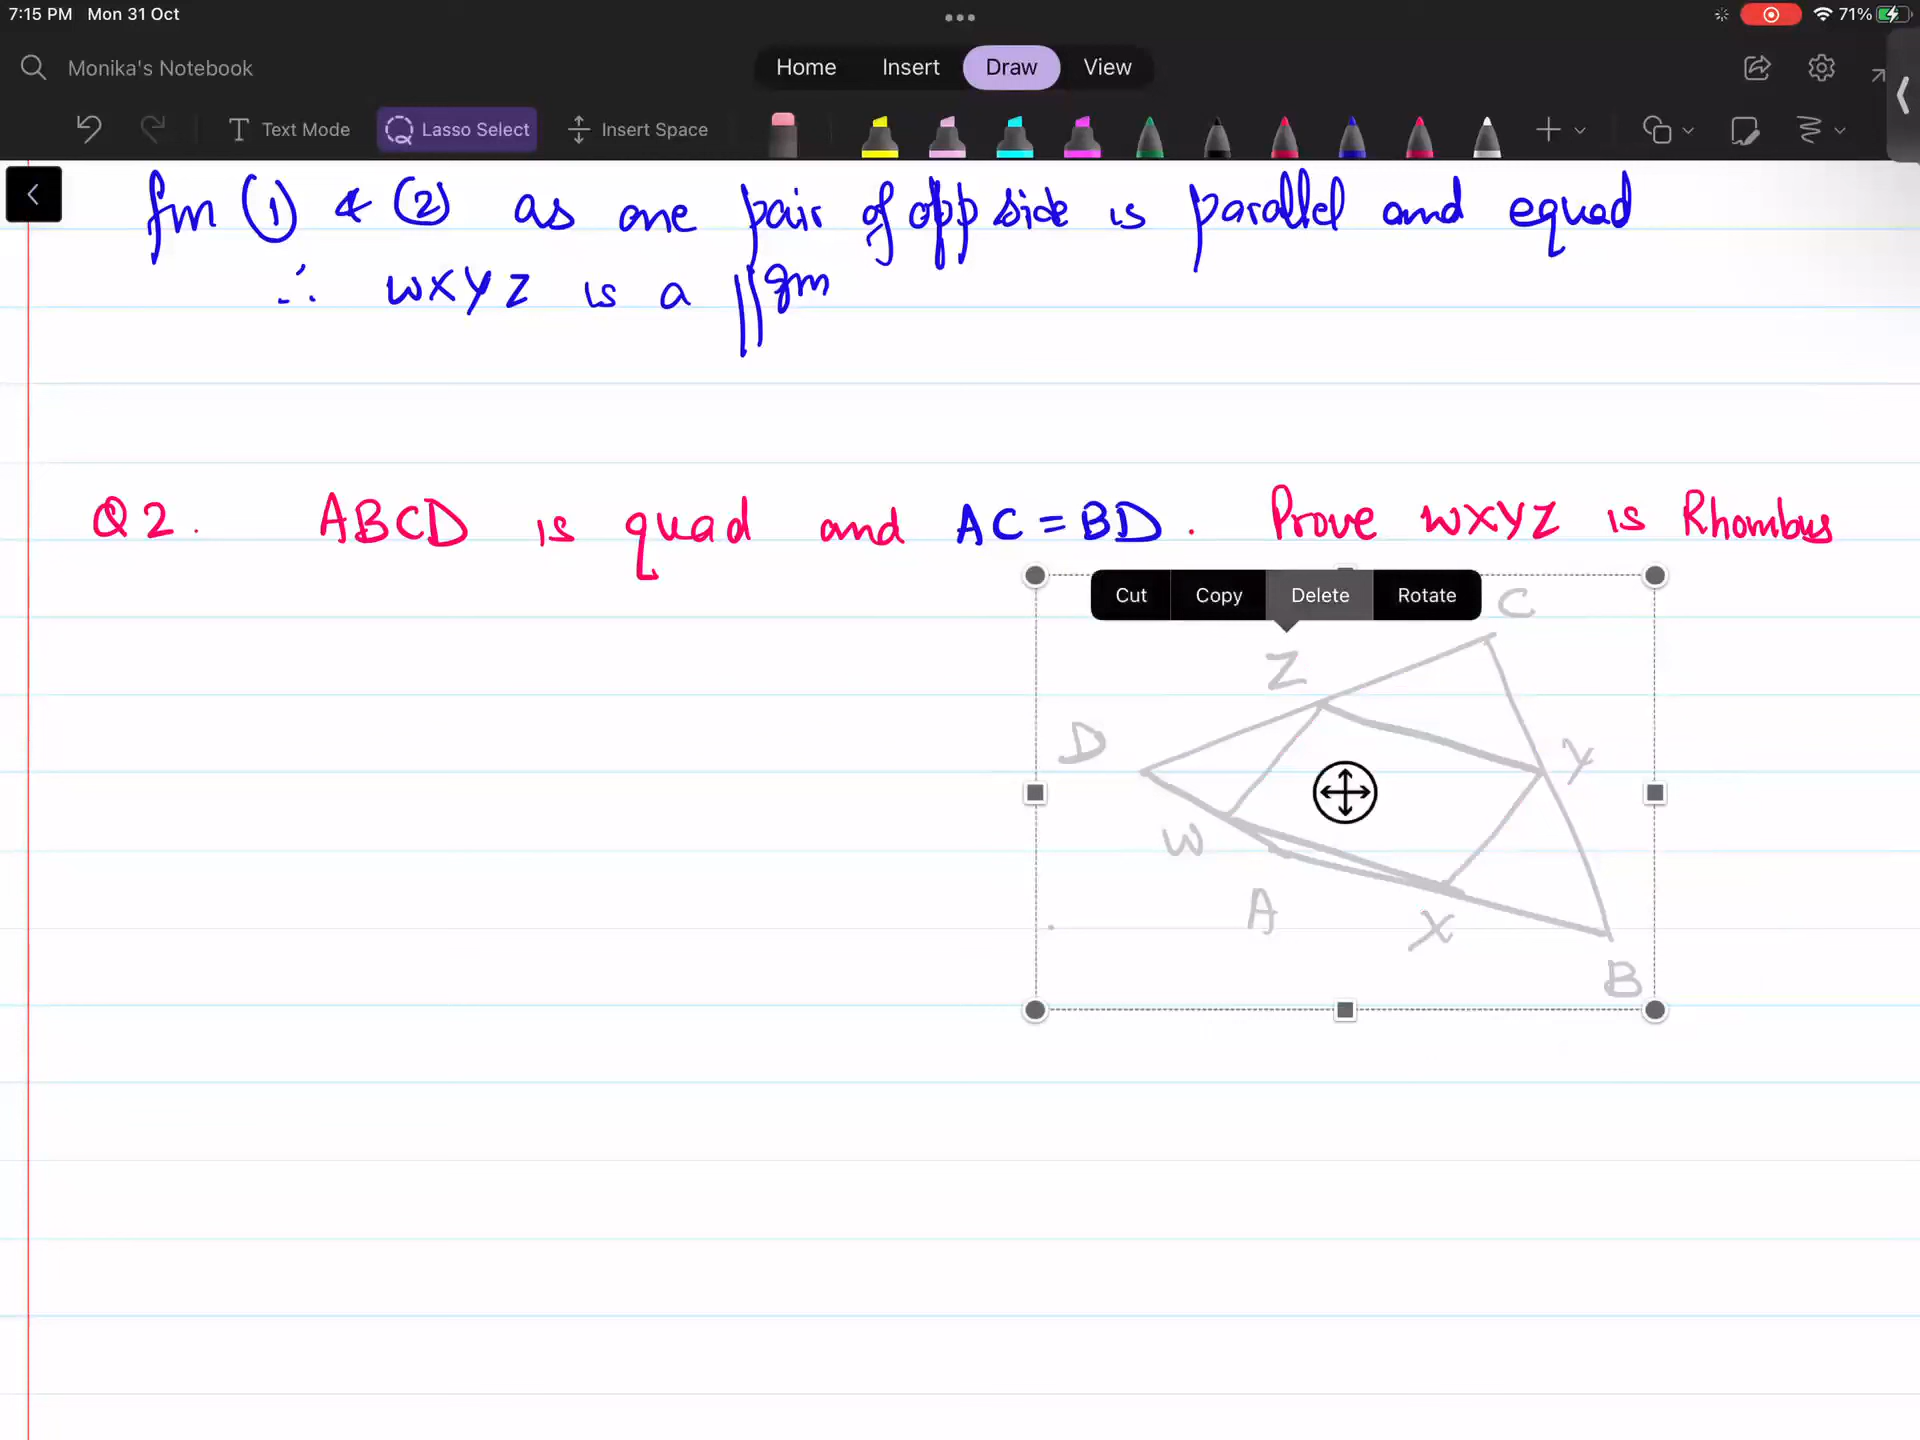 7:15 PM Mon 31 Oct
71%
Monika's Notebook
Home Insert Draw View
Text Mode Lasso Select Insert Space
fm (1) & (2) as one pair of opp side is parallel and equal
∴ WXYZ is a ||gm
Q2. ABCD is quad and AC = BD. Prove WXYZ is Rhombus
Cut Copy Delete Rotate
C
Z
D
Y
W
A
X
B